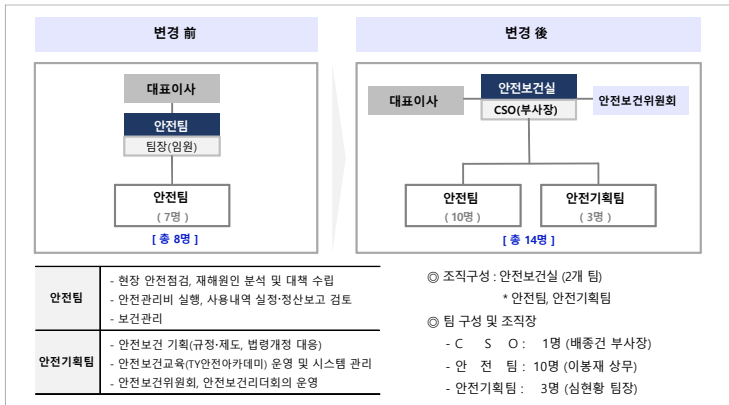 변경 前
대표이사
안전팀
팀장(임원)
안전팀
( 7명 )
[ 총 8명 ]
변경 後
대표이사
안전보건실
CSO(부사장)
안전보건위원회
안전팀
( 10명 )
안전기획팀
( 3명 )
[ 총 14명 ]
안전팀
- 현장 안전점검, 재해원인 분석 및 대책 수립
- 안전관리비 실행, 사용내역 실정·정산보고 검토
- 보건관리
안전기획팀
- 안전보건 기획(규정·제도, 법령개정 대응)
- 안전보건교육(TY안전아카데미) 운영 및 시스템 관리
- 안전보건위원회, 안전보건리더회의 운영
◎ 조직구성 : 안전보건실 (2개 팀)
* 안전팀, 안전기획팀
◎ 팀 구성 및 조직장
- C S O : 1명 (배종건 부사장)
- 안 전 팀 : 10명 (이봉재 상무)
- 안전기획팀 : 3명 (심현황 팀장)